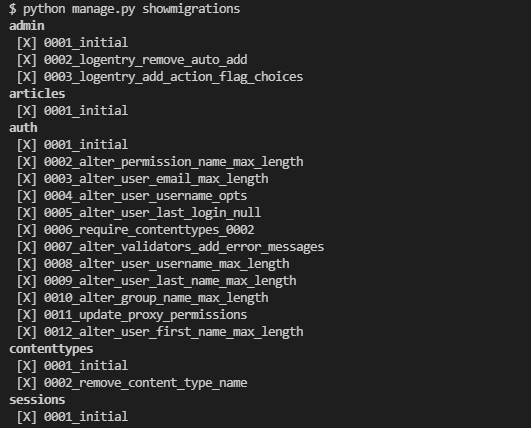 $ python manage.py showmigrations
admin
[X] 0001_initial
[X] 0002_logentry_remove_auto_add
[X] 0003_logentry_add_action_flag_choices
articles
[X] 0001_initial
auth
[X] 0001_initial
[X] 0002_alter_permission_name_max_length
[X] 0003_alter_user_email_max_length
[X] 0004_alter_user_username_opts
[X] 0005_alter_user_last_login_null
[X] 0006_require_contenttypes_0002
[X] 0007_alter_validators_add_error_messages
[X] 0008_alter_user_username_max_length
[X] 0009_alter_user_last_name_max_length
[X] 0010_alter_group_name_max_length
[X] 0011_update_proxy_permissions
[X] 0012_alter_user_first_name_max_length
contenttypes
[X] 0001_initial
[X] 0002_remove_content_type_name
sessions
[X] 0001_initial